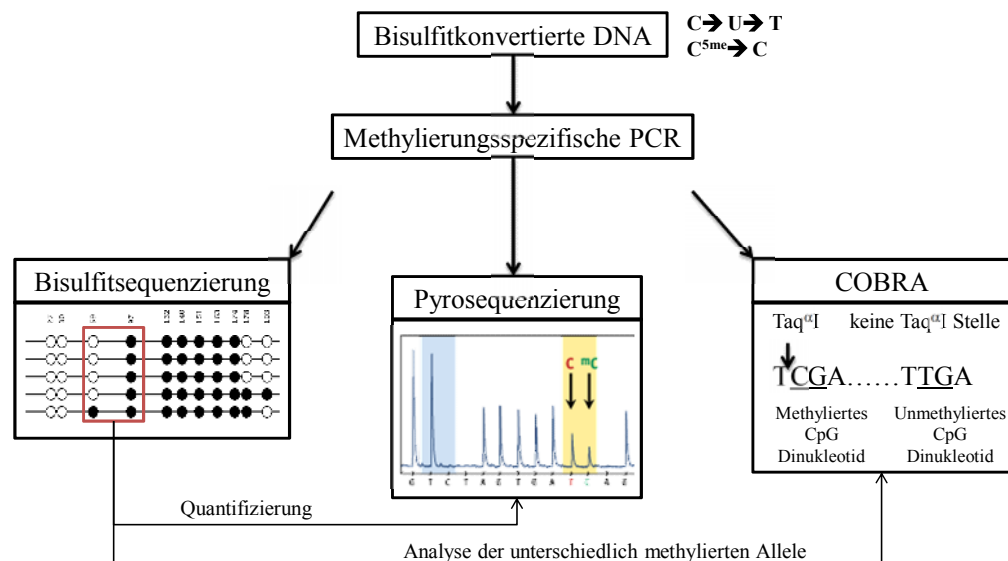 Bisulfitkonvertierte DNA
C➔ U➔ T
C5me➔ C
Methylierungsspezifische PCR
Bisulfitsequenzierung
Pyrosequenzierung
C mC
G T C T A G T G A T C A G
COBRA
TaqαI keine TaqαI Stelle
TCGA……TTGA
Methyliertes Unmethyliertes
CpG CpG
Dinukleotid Dinukleotid
Quantifizierung
Analyse der unterschiedlich methylierten Allele